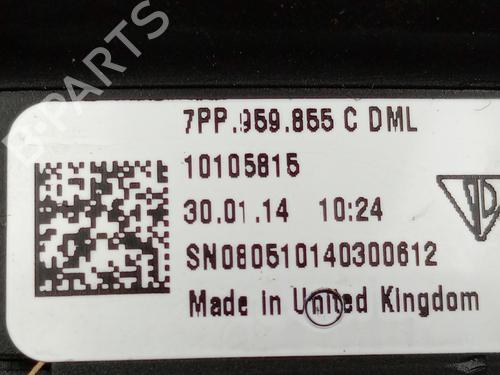 7PP.959.855 C DML
10105815
30.01.14 10:24
SN080510140300612
Made in United Kingdom
B-PARTS